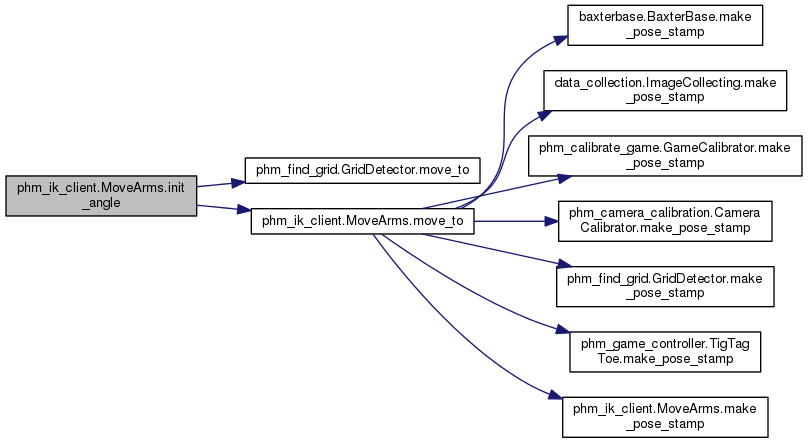 baxterbase.BaxterBase.make
_pose_stamp
data_collection.ImageCollecting.make
_pose_stamp
phm_calibrate_game.GameCalibrator.make
_pose_stamp
phm_find_grid.GridDetector.move_to
phm_ik_client.MoveArms.init
_angle
phm_ik_client.MoveArms.move_to
phm_camera_calibration.Camera
Calibrator.make_pose_stamp
phm_find_grid.GridDetector.make
_pose_stamp
phm_game_controller.TigTag
Toe.make_pose_stamp
phm_ik_client.MoveArms.make
_pose_stamp